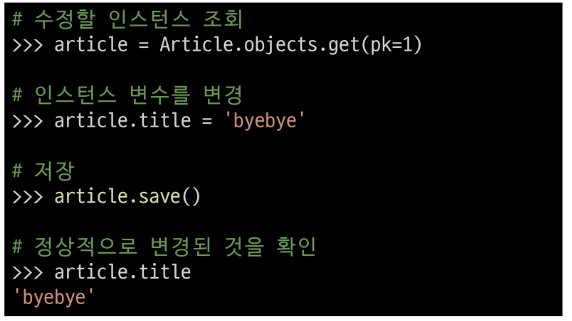 # 수정할 인스턴스 조회
>>> article = Article.objects.get(pk=1)
# 인스턴스 변수를 변경
>>> article.title = 'byebye'
# 저장
>>> article.save()
# 정상적으로 변경된 것을 확인
>>> article.title
'byebye'